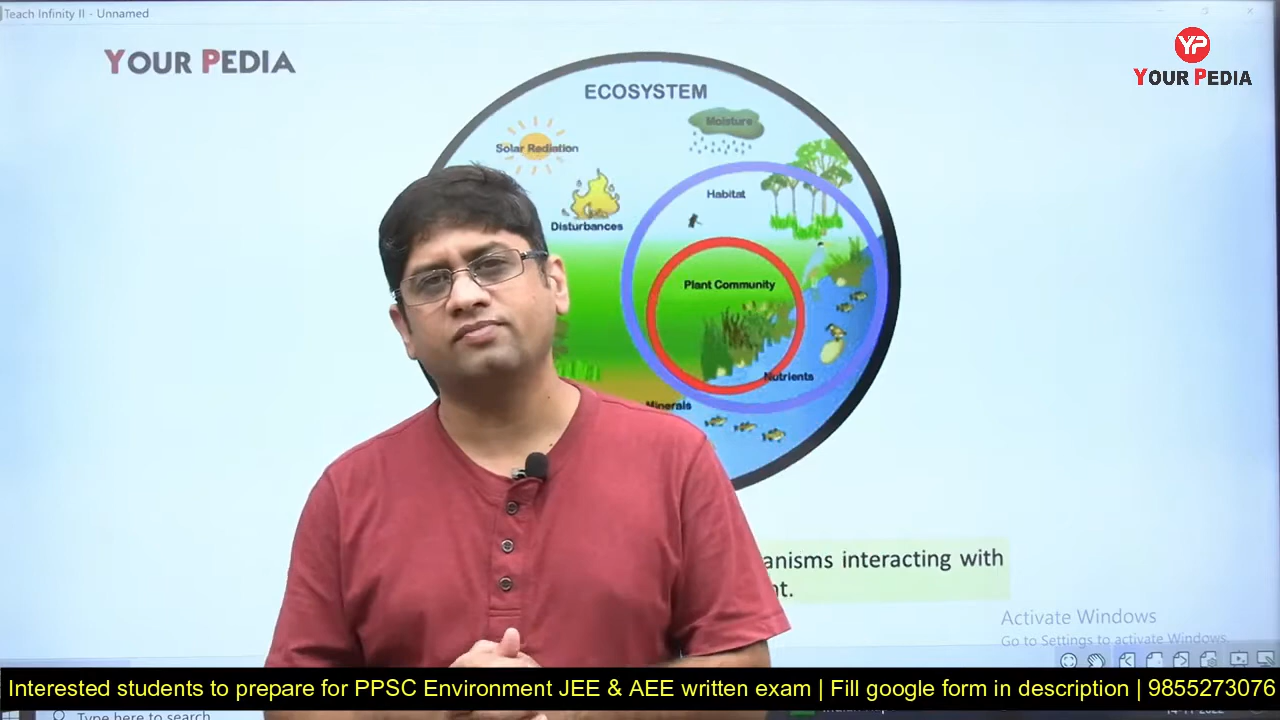 Teach Infinity II - Unnamed
YOUR PEDIA
YP
YOUR PEDIA
ECOSYSTEM
Moisture
Solar Rediation
Habitat
Disturbances
Plant Community
Nutrients
Minerals
anisms interacting with
nt.
Activate Windows
Go to Settings to activate Windows.
Interested students to prepare for PPSC Environment JEE & AEE written exam | Fill google form in description | 9855273076
Type here to search